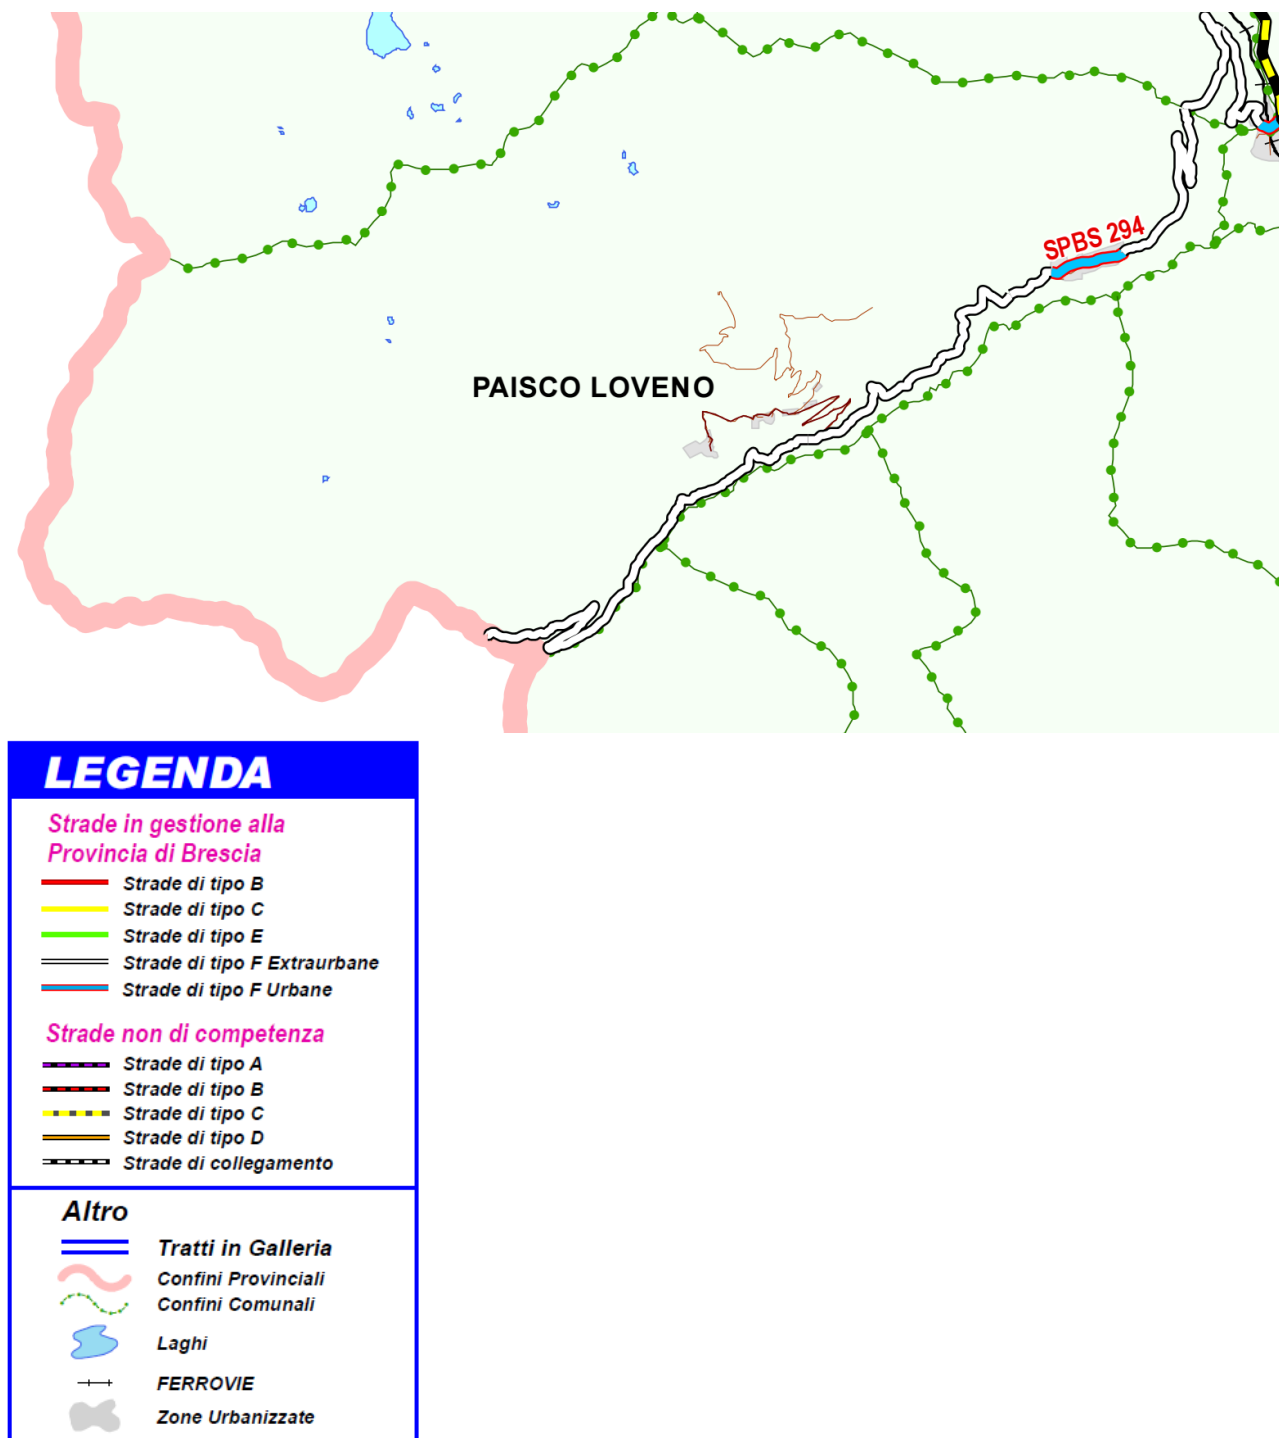 SPBS 294
PAISCO LOVENO
LEGENDA
Strade in gestione alla
Provincia di Brescia
Strade di tipo B
Strade di tipo C
Strade di tipo E
Strade di tipo F Extraurbane
Strade di tipo F Urbane
Strade non di competenza
Strade di tipo A
Strade di tipo B
Strade di tipo C
Strade di tipo D
Strade di collegamento
Altro
Tratti in Galleria
Confini Provinciali
Confini Comunali
Laghi
FERROVIE
Zone Urbanizzate